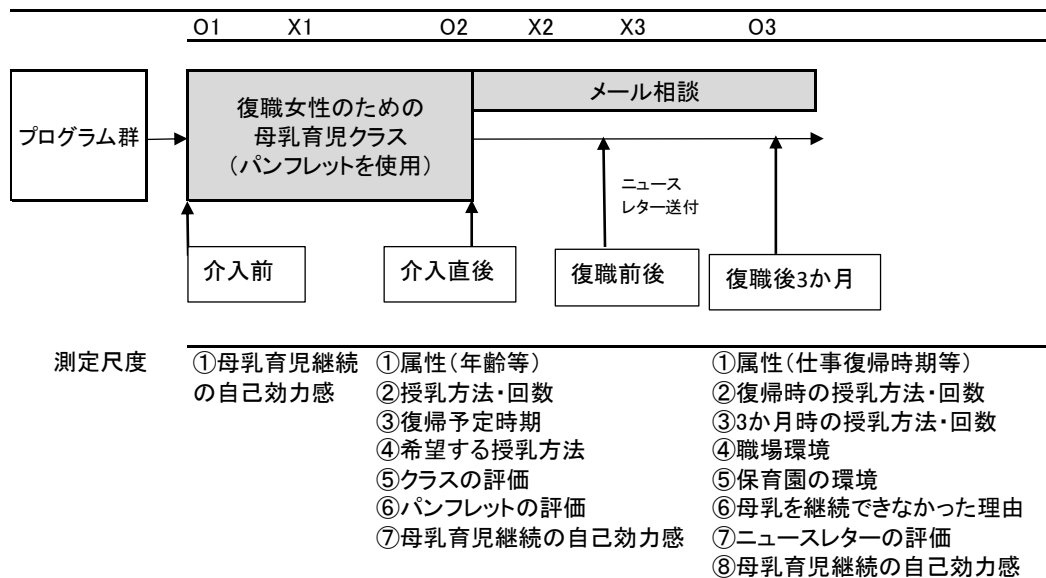 O1 X1 O2 X2 X3 O3
プログラム群
復職女性のための
母乳育児クラス
(パンフレットを使用)
メール相談
ニュース
レター送付
介入前
介入直後
復職前後
復職後3か月
測定尺度
①母乳育児継続
の自己効力感
①属性(年齢等)
②授乳方法・回数
③復帰予定時期
④希望する授乳方法
⑤クラスの評価
⑥パンフレットの評価
⑦母乳育児継続の自己効力感
①属性(仕事復帰時期等)
②復帰時の授乳方法・回数
③3か月時の授乳方法・回数
④職場環境
⑤保育園の環境
⑥母乳を継続できなかった理由
⑦ニュースレターの評価
⑧母乳育児継続の自己効力感